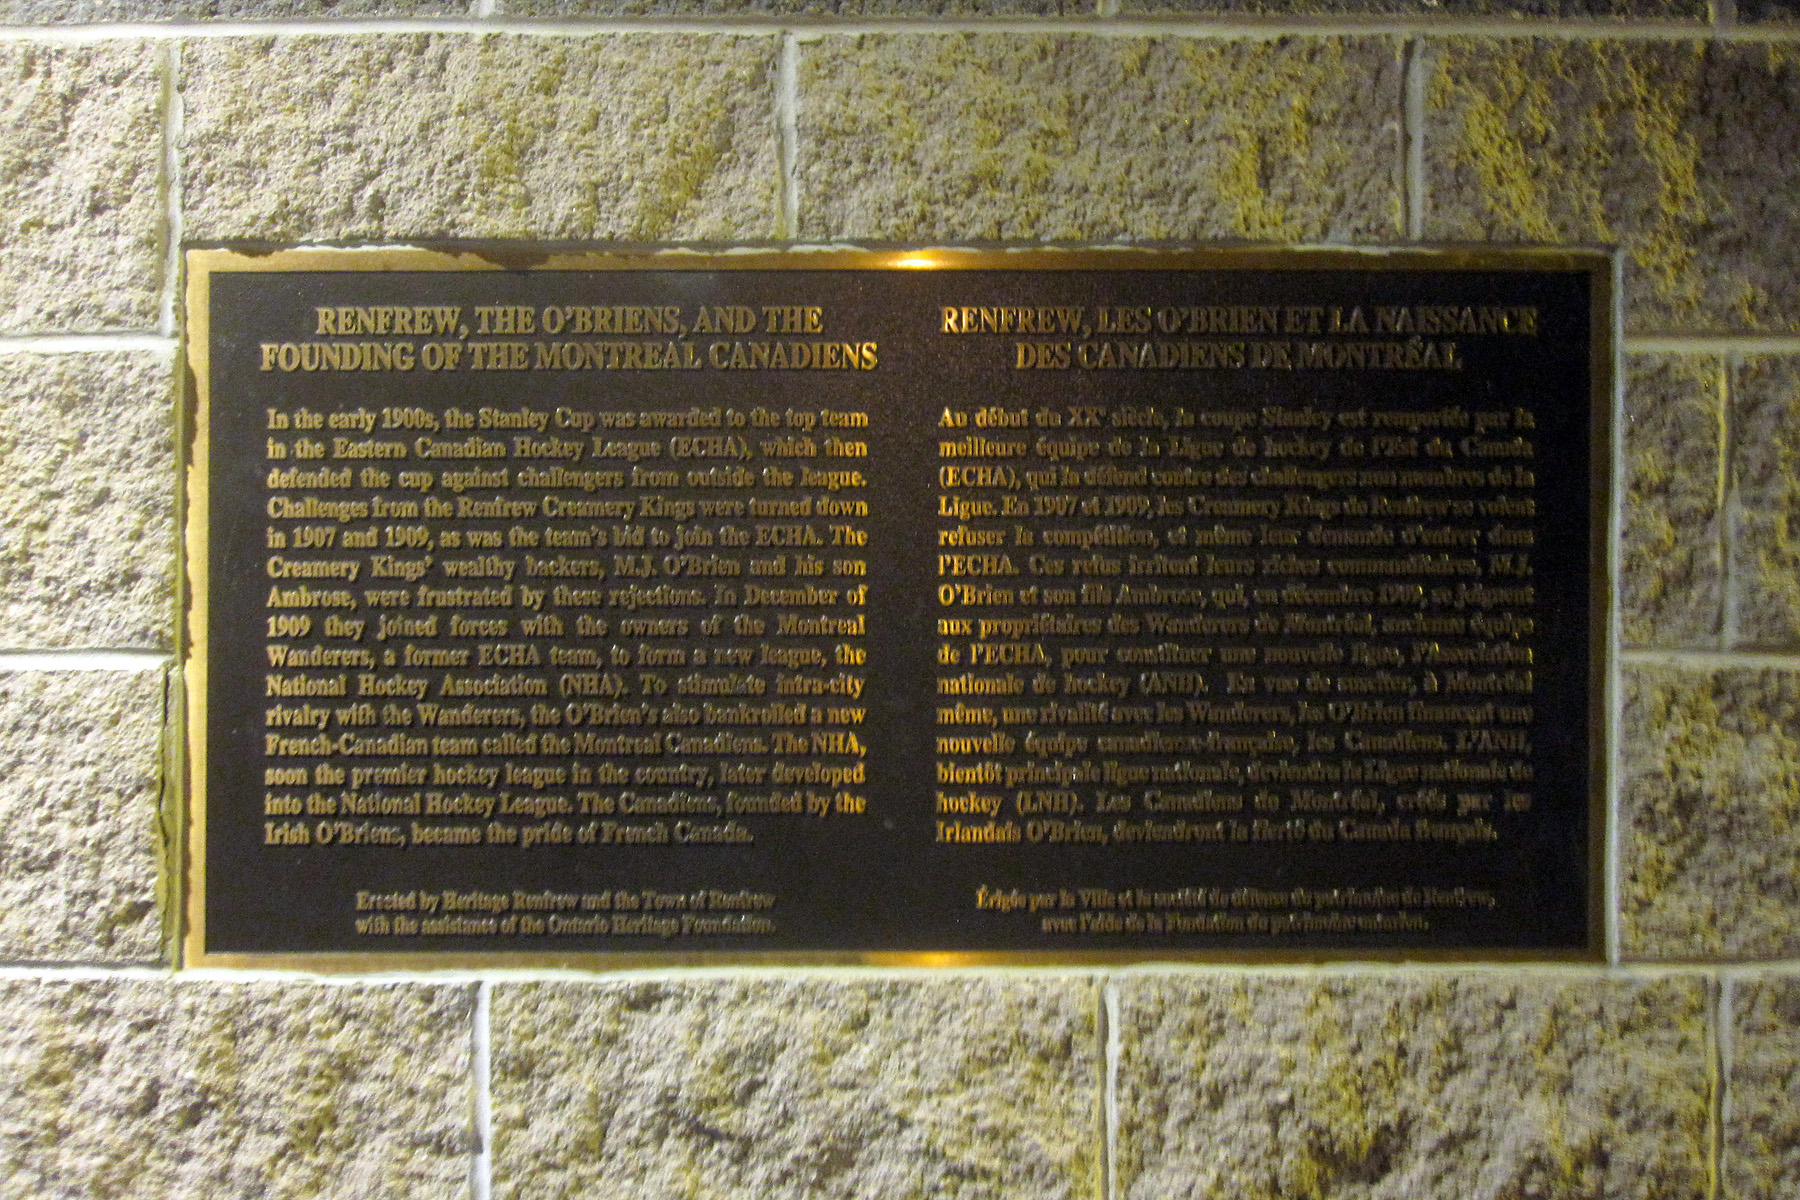 RENFREW, THE O'BRIENS, AND THE
FOUNDING OF THE MONTREAL CANADIENS
In the early 1900s, the Stanley Cup was awarded to the top team
in the Eastern Canadian Hockey League (ECHA), which then
defended the cup against challengers from outside the league.
Challenges from the Renfrew Creamery Kings were turned down
in 1907 and 1909, as was the team's bid to join the ECHA. The
Creamery Kings' wealthy backers, M.J. O'Brien and his son
Ambrose, were frustrated by these rejections. In December of
1909 they joined forces with the owners of the Montreal
Wanderers, a former ECHA team, to form a new league, the
National Hockey Association (NHA). To stimulate intra-city
rivalry with the Wanderers, the O'Brien's also bankrolled a new
French-Canadian team called the Montreal Canadiens. The NHA,
soon the premier hockey league in the country, later developed
into the National Hockey League. The Canadiens, founded by the
Irish O'Briens, became the pride of French Canada.
Erected by Heritage Renfrew and the Town of Renfrew
with the assistance of the Ontario Heritage Foundation.
RENFREW, LES O'BRIEN ET LA NAISSANCE
DES CANADIENS DE MONTRÉAL
Au début du XXe siècle, la coupe Stanley est remportée par la
meilleure équipe de la Ligue de hockey de l'Est du Canada
(ECHA), qui la défend contre des challengers non membres de la
Ligue. En 1907 et 1909, les Creamery Kings de Renfrew se voient
refuser la compétition, et même leur demande d'entrer dans
l'ECHA. Ces refus irritent leurs riches commanditaires, M.J.
O'Brien et son fils Ambrose, qui, en décembre 1909, se joignent
aux propriétaires des Wanderers de Montréal, ancienne équipe
de l'ECHA, pour constituer une nouvelle ligue, l'Association
nationale de hockey (ANH). En vue de susciter, à Montréal
même, une rivalité avec les Wanderers, les O'Brien financent une
nouvelle équipe canadienne-française, les Canadiens. L'ANH,
bientôt principale ligue nationale, deviendra la Ligue nationale de
hockey (LNH). Les Canadiens de Montréal, créés par les
Irlandais O'Brien, deviendront la fierté du Canada français.
Érigée par la Ville et la société de défense du patrimoine de Renfrew,
avec l'aide de la Fondation du patrimoine ontarien.